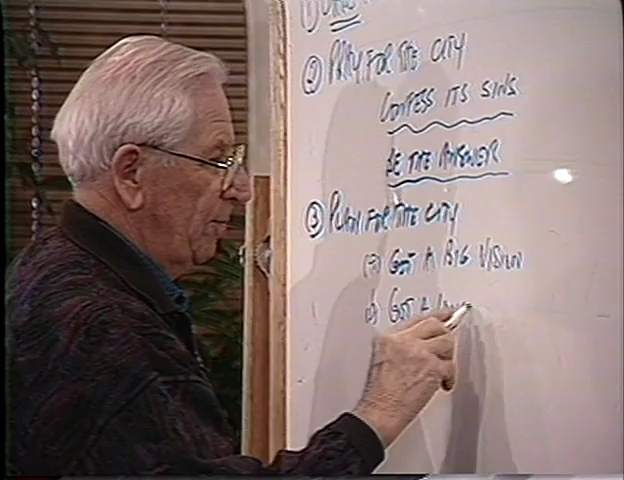 ①
② PRAY FOR THE CITY
CONFESS ITS SINS
BE THE ANSWER
③ PLAN FOR THE CITY
GOT A BIG VISION
GOT A